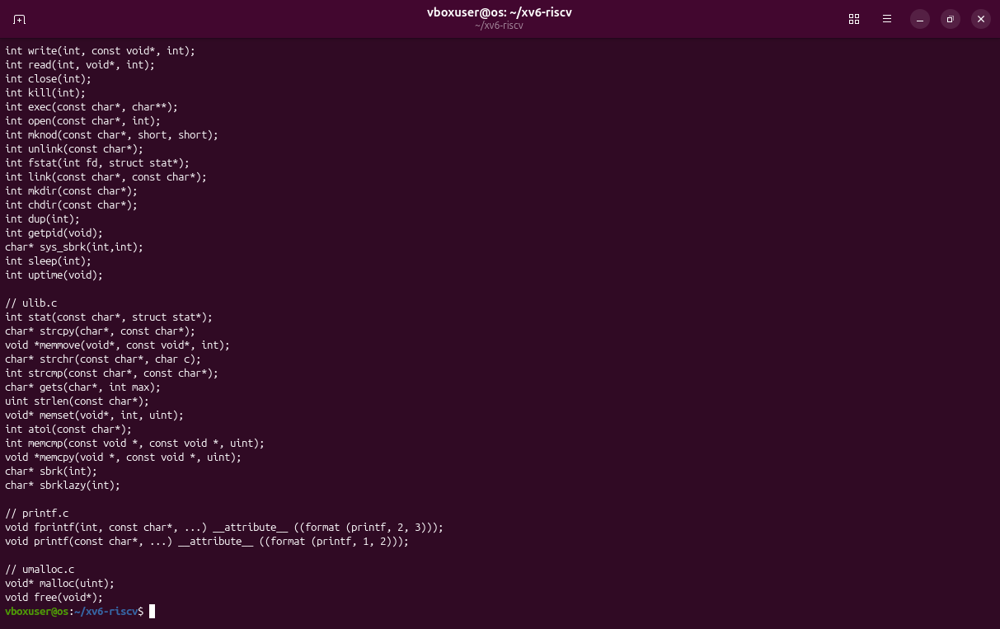 vboxuser@os: ~/xv6-riscv
~/xv6-riscv
int write(int, const void*, int);
int read(int, void*, int);
int close(int);
int kill(int);
int exec(const char*, char**);
int open(const char*, int);
int mknod(const char*, short, short);
int unlink(const char*);
int fstat(int fd, struct stat*);
int link(const char*, const char*);
int mkdir(const char*);
int chdir(const char*);
int dup(int);
int getpid(void);
char* sys_sbrk(int,int);
int sleep(int);
int uptime(void);

// ulib.c
int stat(const char*, struct stat*);
char* strcpy(char*, const char*);
void *memmove(void*, const void*, int);
char* strchr(const char*, char c);
int strcmp(const char*, const char*);
char* gets(char*, int max);
uint strlen(const char*);
void* memset(void*, int, uint);
int atoi(const char*);
int memcmp(const void *, const void *, uint);
void *memcpy(void *, const void *, uint);
char* sbrk(int);
char* sbrklazy(int);

// printf.c
void fprintf(int, const char*, ...) __attribute__ ((format (printf, 2, 3)));
void printf(const char*, ...) __attribute__ ((format (printf, 1, 2)));

// umalloc.c
void* malloc(uint);
void free(void*);
vboxuser@os:~/xv6-riscv$